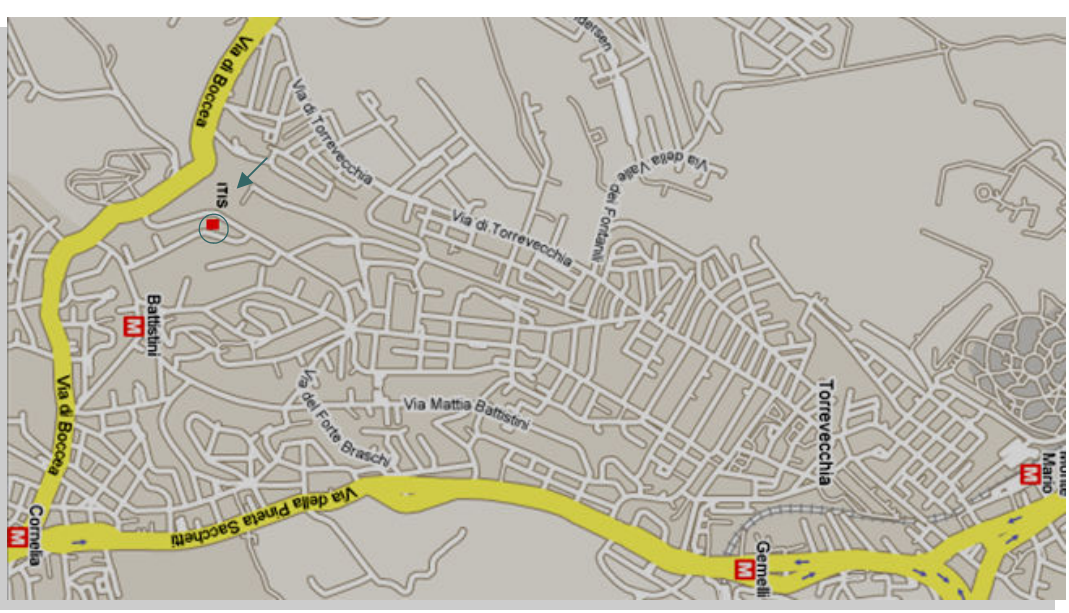 Via di Boccea
Via di Torrevecchia
dersen
Via della Valle dei Fontanili
ITIS
Via di Torrevecchia
Battistini
M
Via di Boccea
Via del Forte Braschi
Via Mattia Battistini
Torrevecchia
Monte
Mario
M
Via della Pineta Sacchetti
Cornelia
M
Gemelli
M